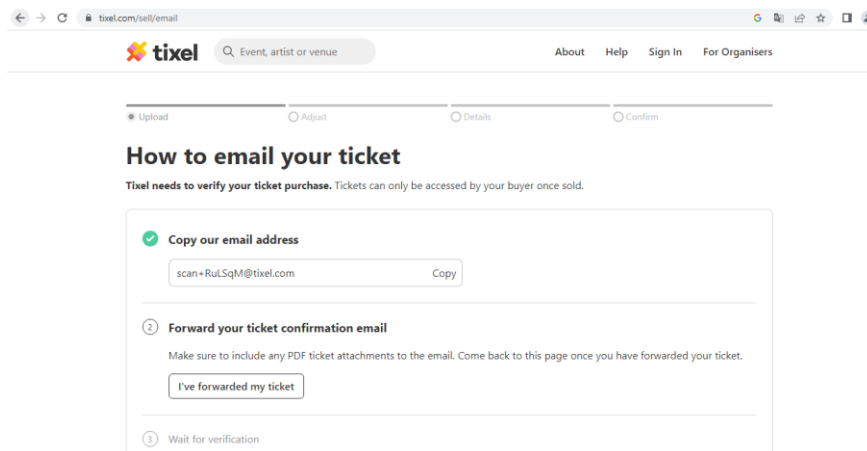 tixel.com/sell/email
tixel
Event, artist or venue
About Help Sign In For Organisers
Upload Adjust Details Confirm
How to email your ticket
Tixel needs to verify your ticket purchase. Tickets can only be accessed by your buyer once sold.
Copy our email address
scan+RuLSqM@tixel.com Copy
2 Forward your ticket confirmation email
Make sure to include any PDF ticket attachments to the email. Come back to this page once you have forwarded your ticket.
I've forwarded my ticket
3 Wait for verification